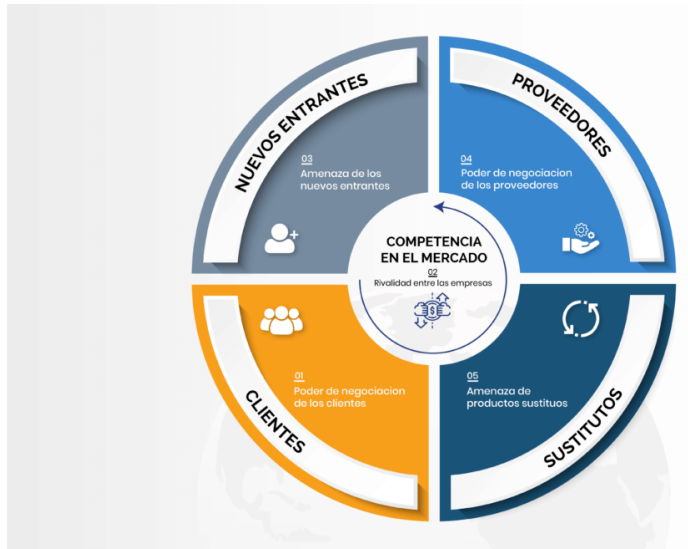 NUEVOS ENTRANTES
03
Amenaza de los
nuevos entrantes
PROVEEDORES
04
Poder de negociacion
de los proveedores
COMPETENCIA
EN EL MERCADO
02
Rivalidad entre las empresas
01
Poder de negociacion
de los clientes
CLIENTES
05
Amenaza de
productos sustituos
SUSTITUTOS